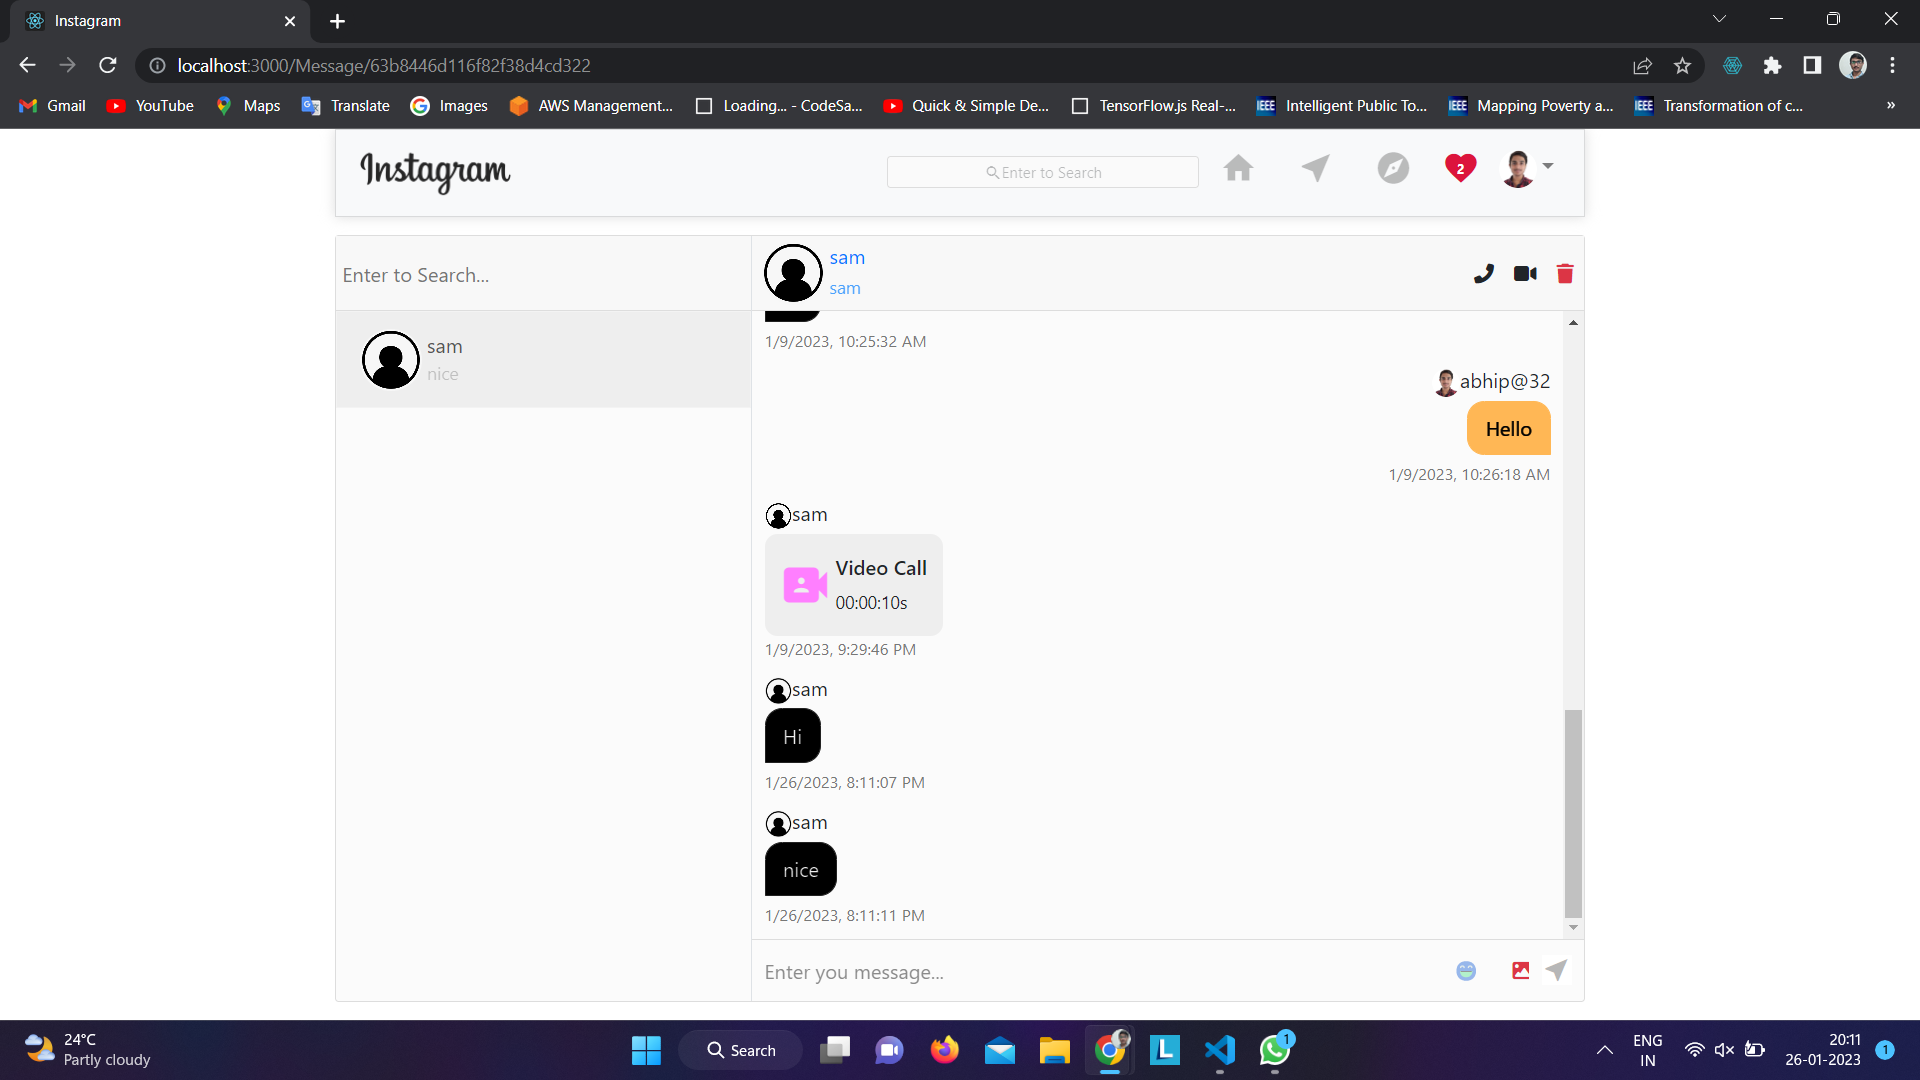 Instagram
localhost:3000/Message/63b8446d116f82f38d4cd322
Gmail YouTube Maps Translate Images AWS Management... Loading... - CodeSa... Quick & Simple De... TensorFlow.js Real-... IEEE Intelligent Public To... IEEE Mapping Poverty a... IEEE Transformation of c... »
Instagram Enter to Search 2
Enter to Search...
sam
nice
sam
sam
1/9/2023, 10:25:32 AM
abhip@32
Hello
1/9/2023, 10:26:18 AM
sam
Video Call
00:00:10s
1/9/2023, 9:29:46 PM
sam
Hi
1/26/2023, 8:11:07 PM
sam
nice
1/26/2023, 8:11:11 PM
Enter you message...
24°C
Partly cloudy
Search
L
1
ENG
IN
20:11
26-01-2023
1